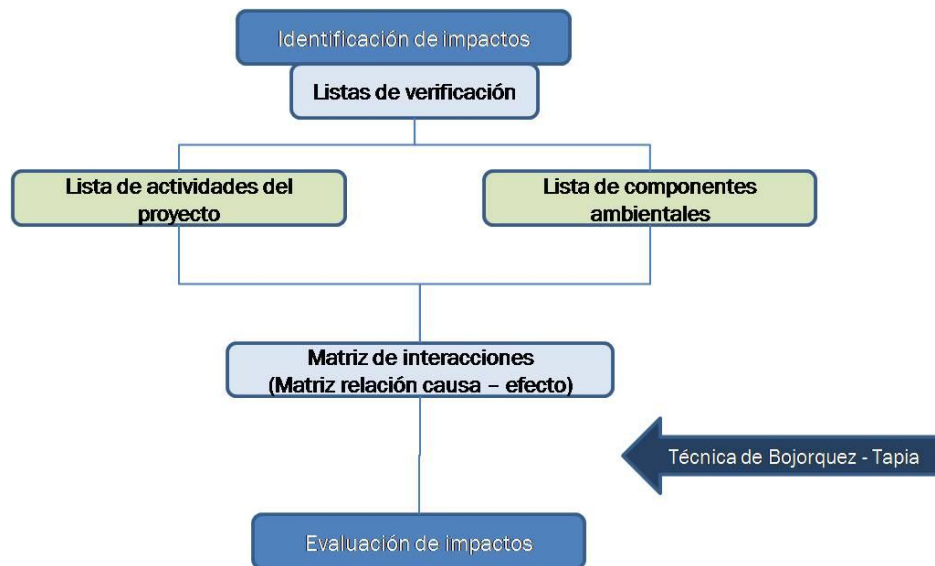 Identificación de impactos
Listas de verificación
Lista de actividades del
proyecto
Lista de componentes
ambientales
Matriz de interacciones
(Matriz relación causa – efecto)
Técnica de Bojorquez - Tapia
Evaluación de impactos